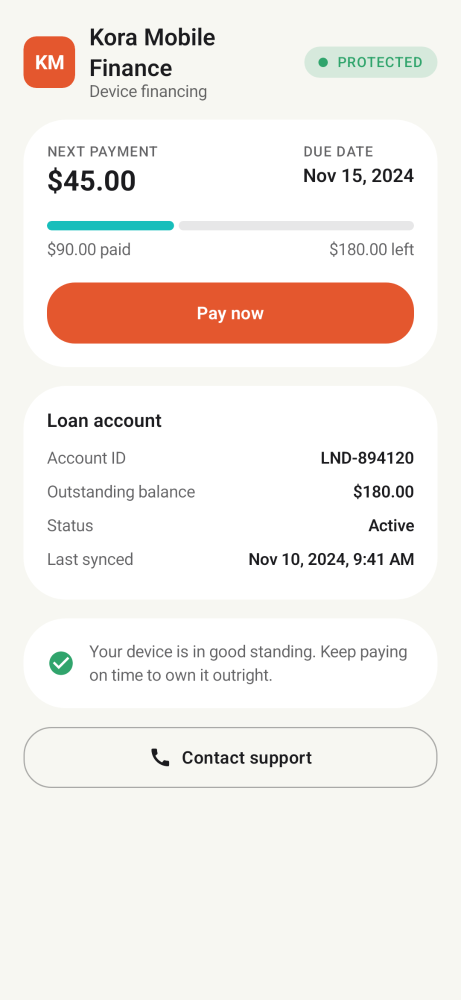 KM
Kora Mobile
Finance
Device financing
PROTECTED
NEXT PAYMENT
$45.00
DUE DATE
Nov 15, 2024
$90.00 paid
$180.00 left
Pay now
Loan account
Account ID
LND-894120
Outstanding balance
$180.00
Status
Active
Last synced
Nov 10, 2024, 9:41 AM
Your device is in good standing. Keep paying
on time to own it outright.
Contact support